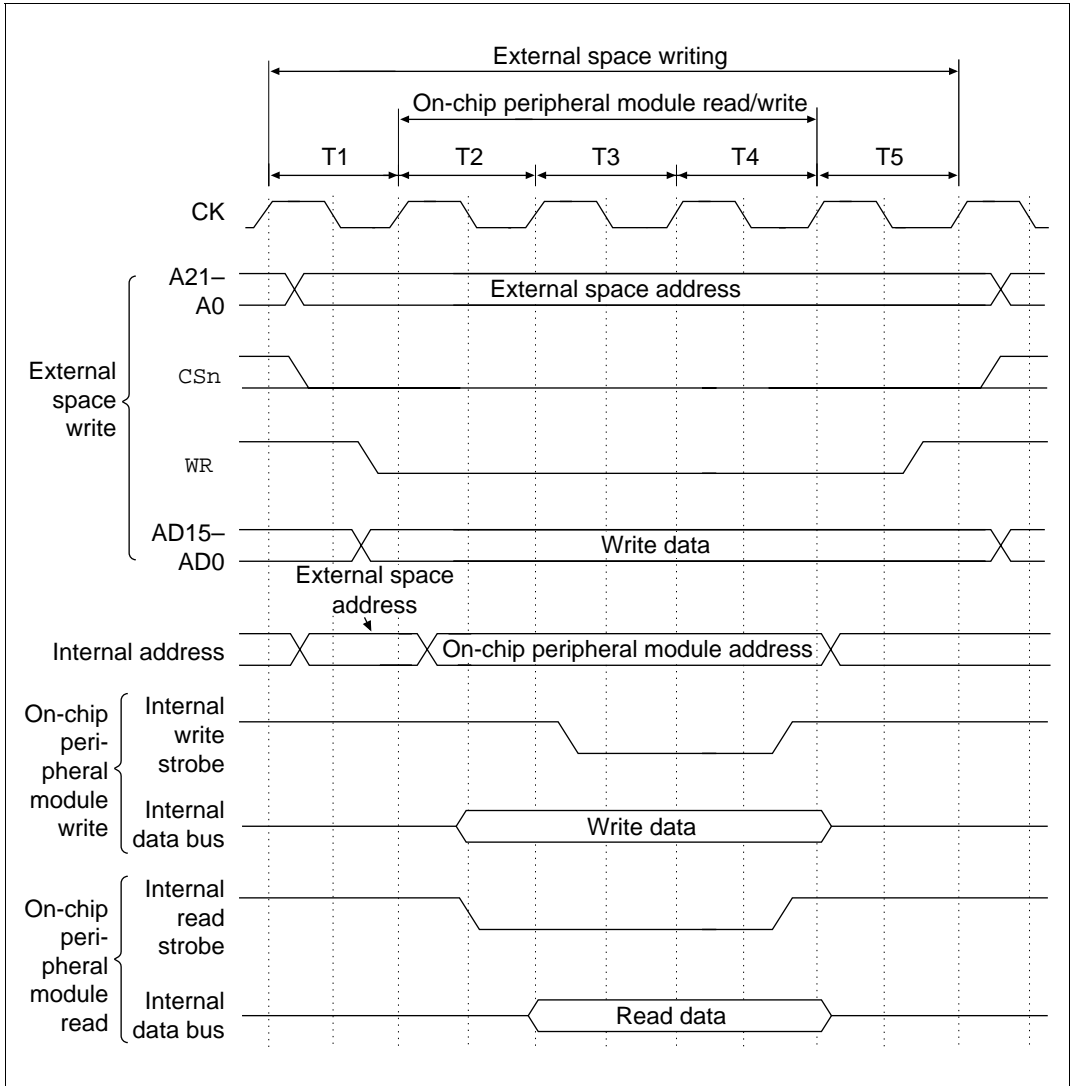 External space writing
On-chip peripheral module read/write
T1 T2 T3 T4 T5
CK
A21–
A0
External space address
CSn
External
space
write
WR
AD15–
AD0
Write data
External space
address
Internal address
On-chip peripheral module address
On-chip
peri-
pheral
module
write
Internal
write
strobe
Internal
data bus
Write data
On-chip
peri-
pheral
module
read
Internal
read
strobe
Internal
data bus
Read data